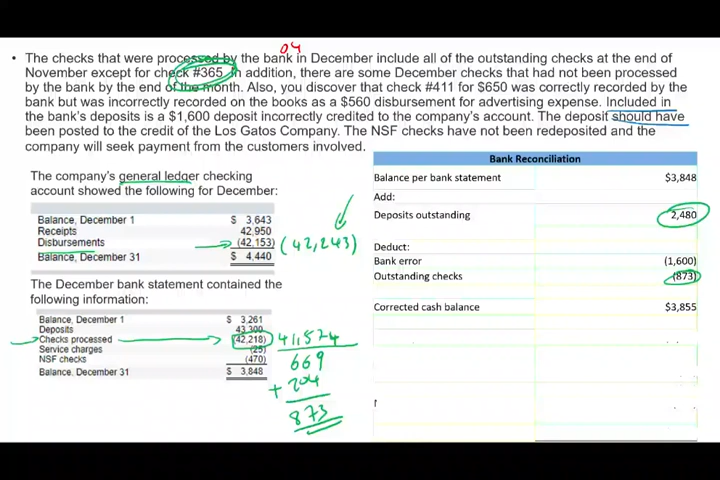 04
• The checks that were processed by the bank in December include all of the outstanding checks at the end of
November except for check #365. In addition, there are some December checks that had not been processed
by the bank by the end of the month. Also, you discover that check #411 for $650 was correctly recorded by the
bank but was incorrectly recorded on the books as a $560 disbursement for advertising expense. Included in
the bank's deposits is a $1,600 deposit incorrectly credited to the company's account. The deposit should have
been posted to the credit of the Los Gatos Company. The NSF checks have not been redeposited and the
company will seek payment from the customers involved.
The company's general ledger checking
account showed the following for December:
Balance, December 1 $ 3,643
Receipts 42,950
Disbursements (42,153) (42,243)
Balance, December 31 $ 4,440
The December bank statement contained the
following information:
Balance, December 1 $ 3,261
Deposits 43,300
Checks processed (42,218) 41,574
Service charges (25)
NSF checks (470)
Balance, December 31 $ 3,848
669
+ 204
873
Bank Reconciliation
Balance per bank statement $3,848
Add:
Deposits outstanding 2,480
Deduct:
Bank error (1,600)
Outstanding checks (873)
Corrected cash balance $3,855